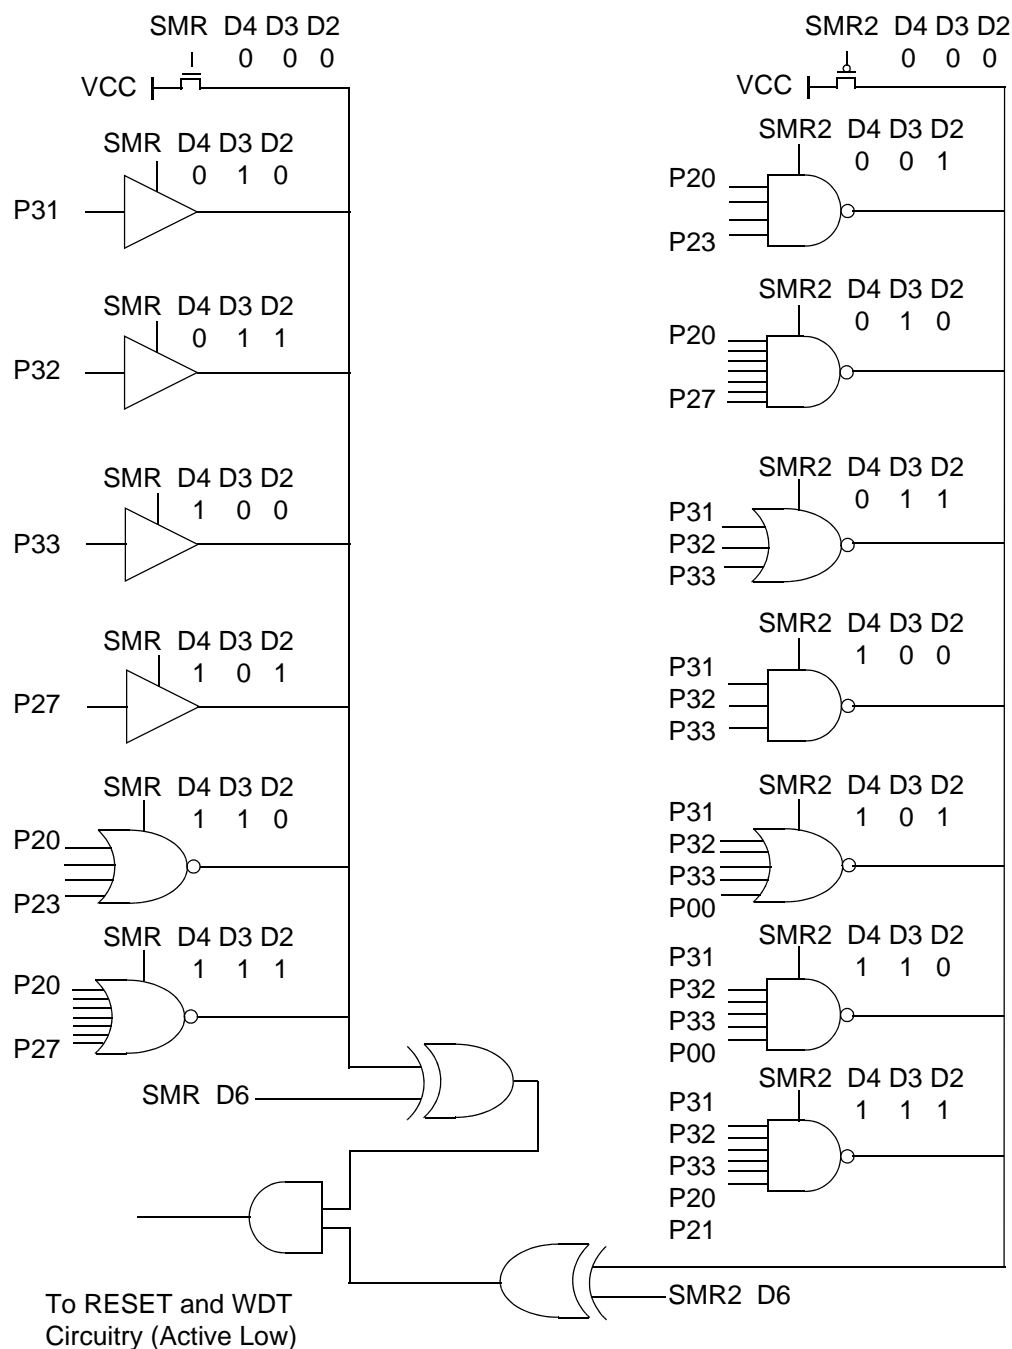 SMR D4 D3 D2
0 0 0
VCC
SMR D4 D3 D2
0 1 0
P31
SMR D4 D3 D2
0 1 1
P32
SMR D4 D3 D2
1 0 0
P33
SMR D4 D3 D2
1 0 1
P27
SMR D4 D3 D2
1 1 0
P20
P23
SMR D4 D3 D2
1 1 1
P20
P27
SMR D6
To RESET and WDT
Circuitry (Active Low)
SMR2 D4 D3 D2
0 0 0
VCC
SMR2 D4 D3 D2
0 0 1
P20
P23
SMR2 D4 D3 D2
0 1 0
P20
P27
SMR2 D4 D3 D2
0 1 1
P31
P32
P33
SMR2 D4 D3 D2
1 0 0
P31
P32
P33
SMR2 D4 D3 D2
1 0 1
P31
P32
P33
P00
SMR2 D4 D3 D2
1 1 0
P31
P32
P33
P00
SMR2 D4 D3 D2
1 1 1
P31
P32
P33
P20
P21
SMR2 D6